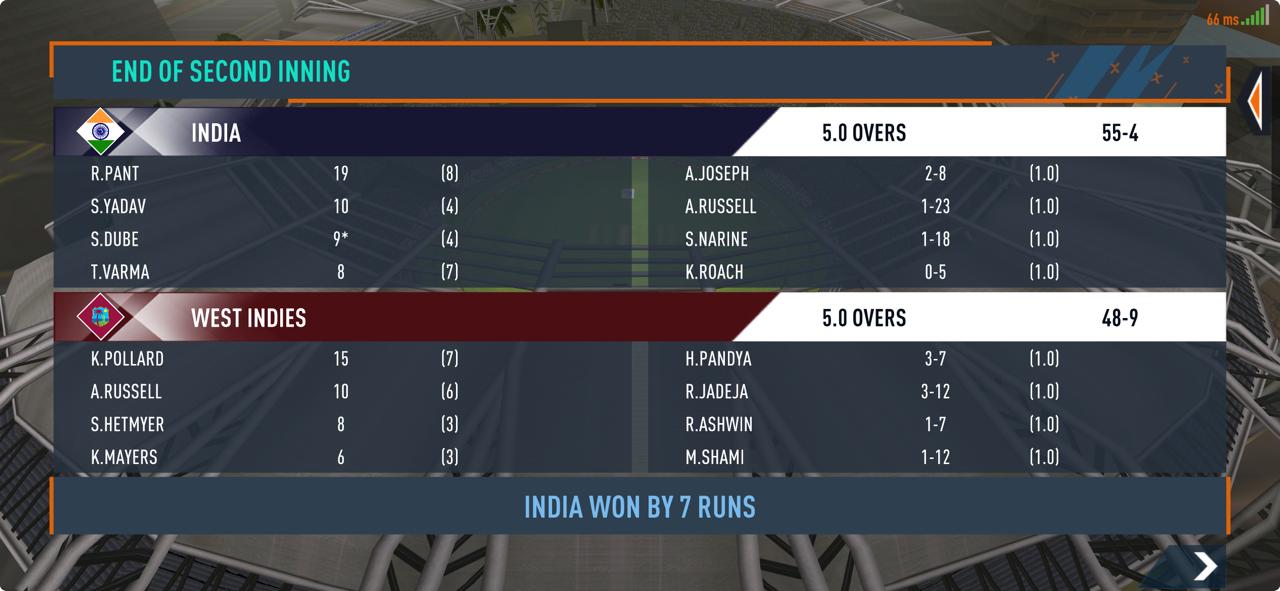 66 ms
END OF SECOND INNING
INDIA 5.0 OVERS 55-4
R.PANT 19 (8) A.JOSEPH 2-8 (1.0)
S.YADAV 10 (4) A.RUSSELL 1-23 (1.0)
S.DUBE 9* (4) S.NARINE 1-18 (1.0)
T.VARMA 8 (7) K.ROACH 0-5 (1.0)
WEST INDIES 5.0 OVERS 48-9
K.POLLARD 15 (7) H.PANDYA 3-7 (1.0)
A.RUSSELL 10 (6) R.JADEJA 3-12 (1.0)
S.HETMYER 8 (3) R.ASHWIN 1-7 (1.0)
K.MAYERS 6 (3) M.SHAMI 1-12 (1.0)
INDIA WON BY 7 RUNS